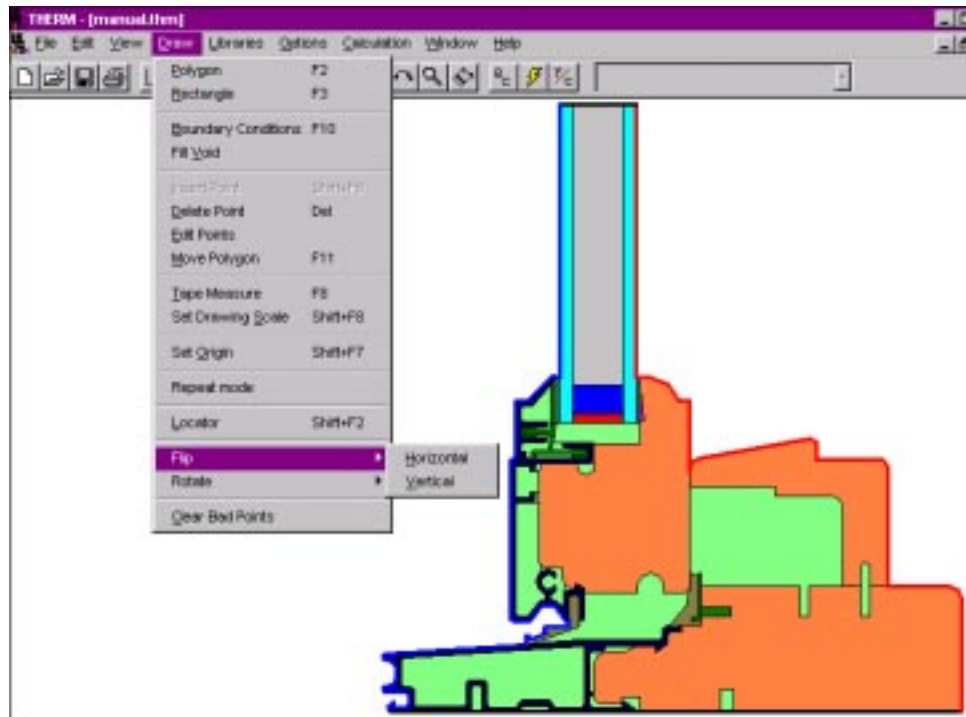 THERM - [manual.thm]
File Edit View Draw Libraries Options Calculation Window Help
Polygon F2
Rectangle F3
Boundary Conditions F10
Fill Void
Insert Point
Delete Point Del
Edit Points
Move Polygon F11
Tape Measure F8
Set Drawing Scale Shift+F8
Set Origin Shift+F7
Repeat mode
Locator Shift+F2
Flip
Horizontal
Rotate
Vertical
Clear Bad Points